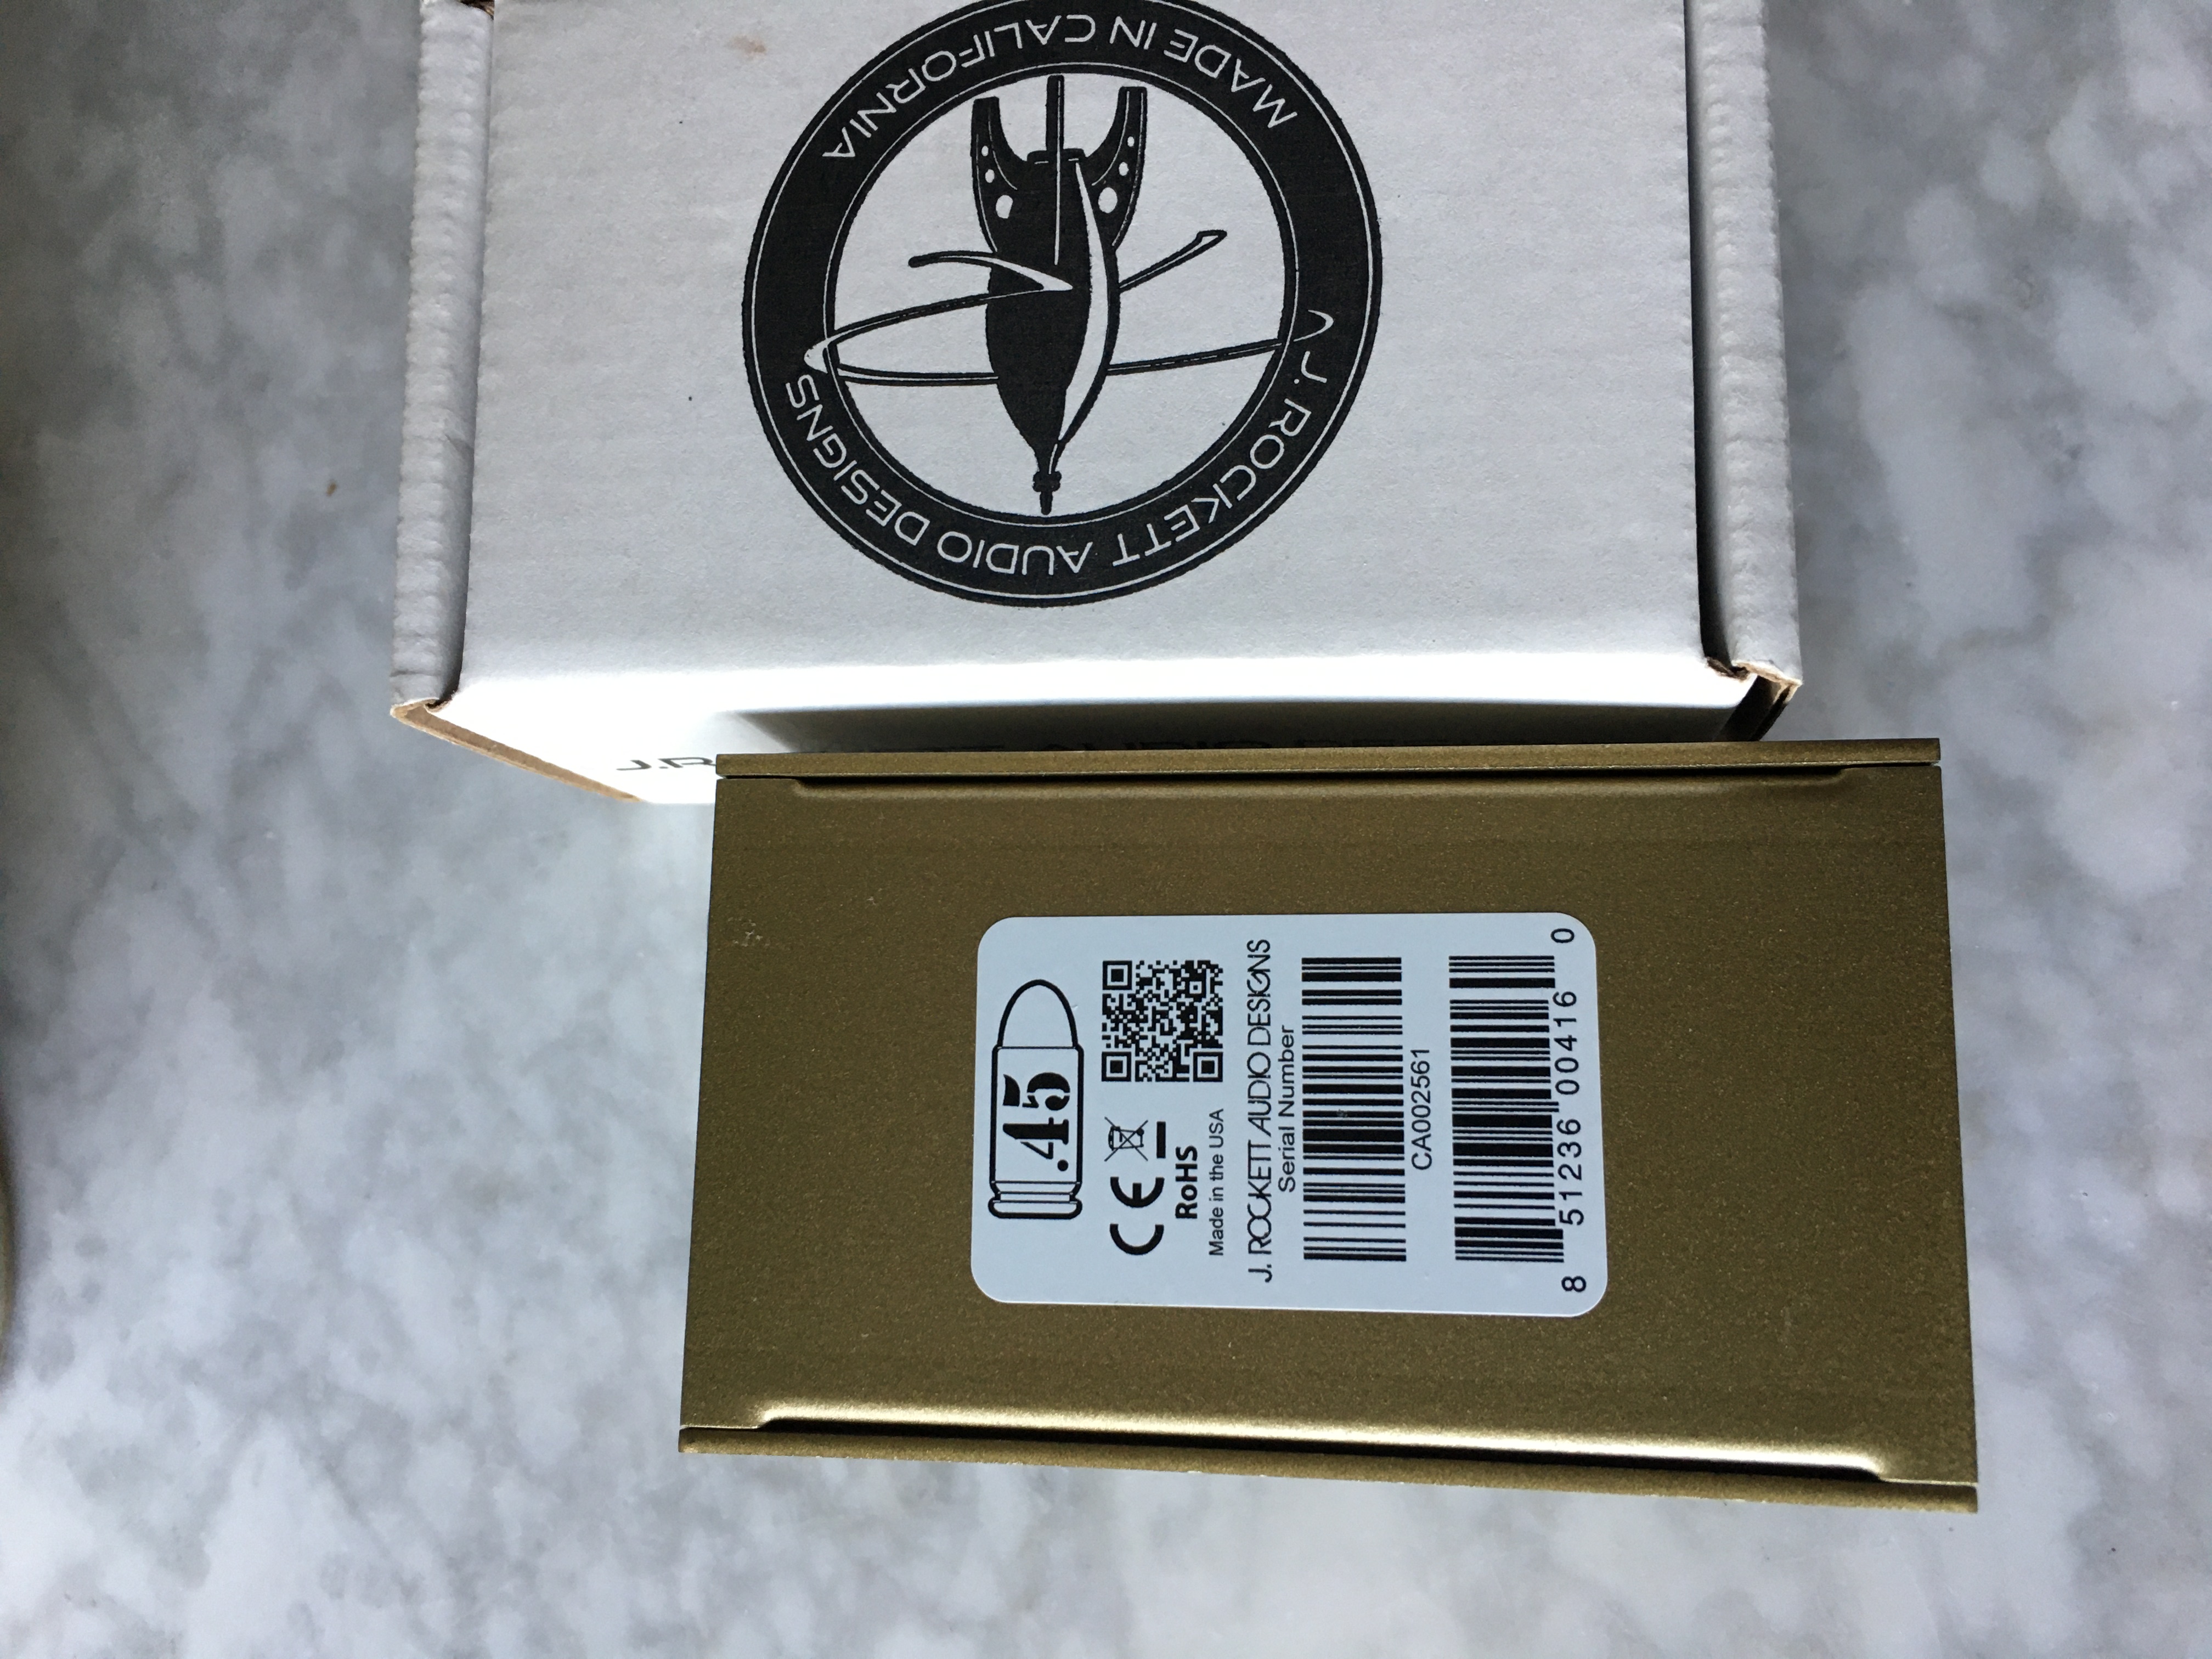 MADE IN CALIFORNIA
J. ROCKETT AUDIO DESIGNS
J.R
AUDIO
.45
CE
RoHS
Made in the USA
J. ROCKETT AUDIO DESIGNS
Serial Number
CA002561
8 51236 00416 0